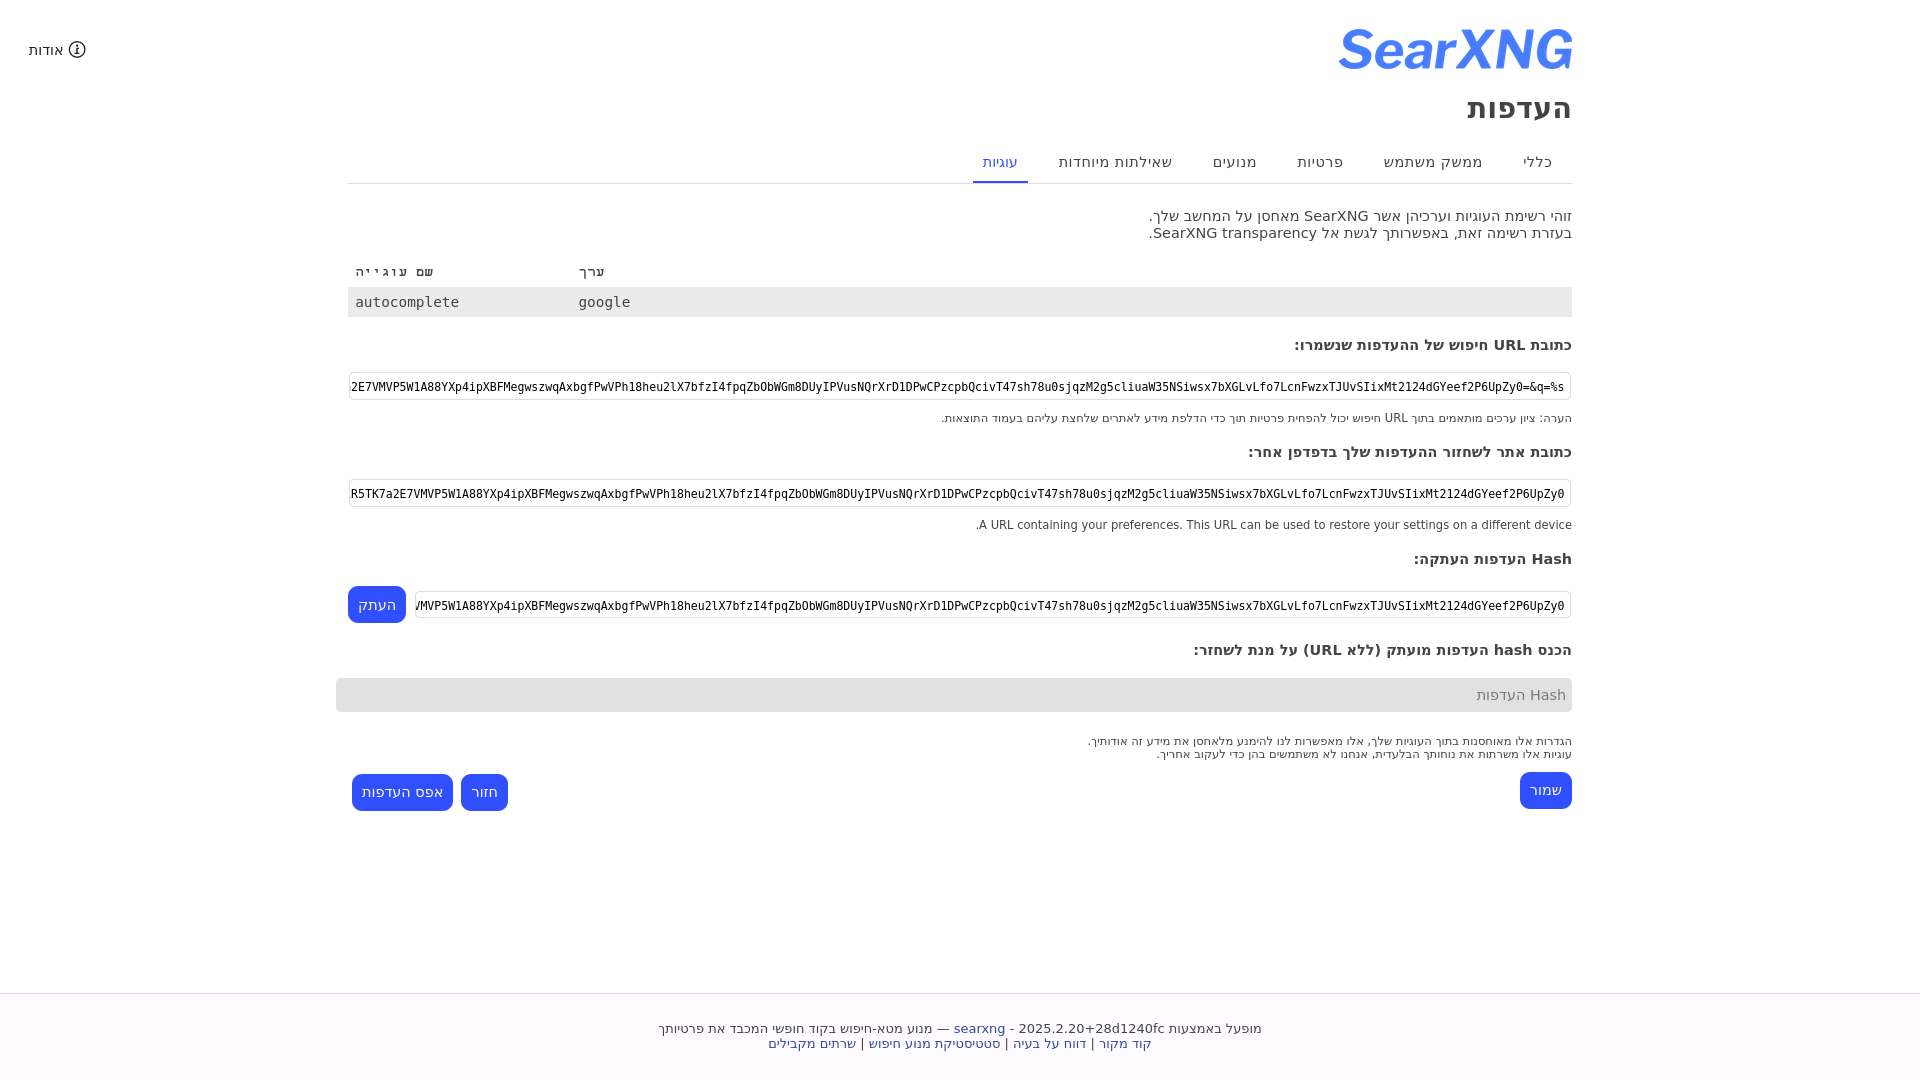 SearXNG
אודות
העדפות
כללי
ממשק משתמש
פרטיות
מנועים
שאילתות מיוחדות
עוגיות
זוהי רשימת העוגיות וערכיהן אשר SearXNG מאחסן על המחשב שלך.
בעזרת רשימה זאת, באפשרותך לגשת אל SearXNG transparency.
שם עוגייה ערך
autocomplete google
כתובת URL חיפוש של ההעדפות שנשמרו:
2E7VMVP5W1A88YXp4ipXBFMegwszwqAxbgfPwVPh18heu2lX7bfzI4fpqZbObWGm8DUyIPVusNQrXrD1DPwCPzcpbQcivT47sh78u0sjqzM2g5cliuaW35NSiwsx7bXGLvLfo7LcnFwzxTJUvSIixMt2124dGYeef2P6UpZy0=&q=%s
הערה: ציון ערכים מותאמים בתוך URL חיפוש יכול להפחית פרטיות תוך כדי הדלפת מידע לאתרים שלחצת עליהם בעמוד התוצאות.
כתובת אתר לשחזור ההעדפות שלך בדפדפן אחר:
R5TK7a2E7VMVP5W1A88YXp4ipXBFMegwszwqAxbgfPwVPh18heu2lX7bfzI4fpqZbObWGm8DUyIPVusNQrXrD1DPwCPzcpbQcivT47sh78u0sjqzM2g5cliuaW35NSiwsx7bXGLvLfo7LcnFwzxTJUvSIixMt2124dGYeef2P6UpZy0
A URL containing your preferences. This URL can be used to restore your settings on a different device.
Hash העדפות העתקה:
VMVP5W1A88YXp4ipXBFMegwszwqAxbgfPwVPh18heu2lX7bfzI4fpqZbObWGm8DUyIPVusNQrXrD1DPwCPzcpbQcivT47sh78u0sjqzM2g5cliuaW35NSiwsx7bXGLvLfo7LcnFwzxTJUvSIixMt2124dGYeef2P6UpZy0
העתק
הכנס hash העדפות מועתק (ללא URL) על מנת לשחזר:
Hash העדפות
הגדרות אלו מאוחסנות בתוך העוגיות שלך, אלו מאפשרות לנו להימנע מלאחסן את מידע זה אודותיך.
עוגיות אלו משרתות את נוחותך הבלעדית, אנחנו לא משתמשים בהן כדי לעקוב אחריך.
שמור
חזור
אפס העדפות
מופעל באמצעות searxng - 2025.2.20+28d1240fc — מנוע מטא-חיפוש בקוד חופשי המכבד את פרטיותך
קוד מקור | דווח על בעיה | סטטיסטיקת מנוע חיפוש | שרתים מקבילים